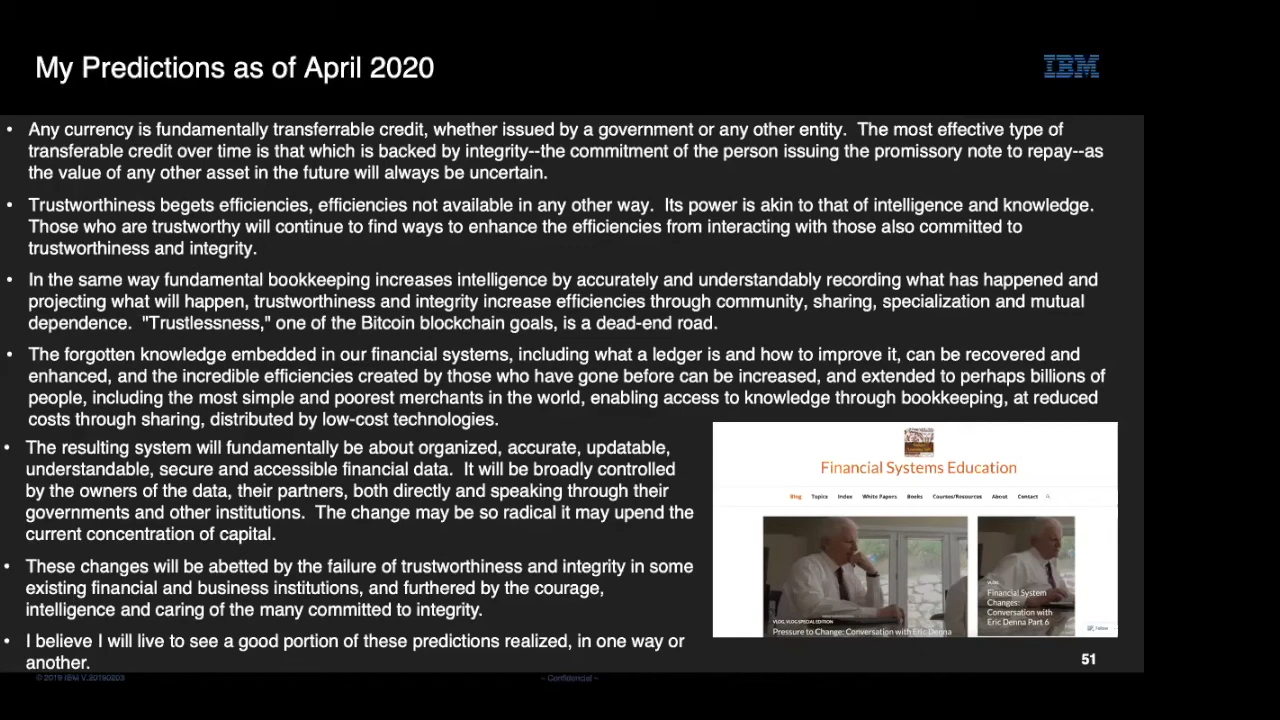 My Predictions as of April 2020
IBM
• Any currency is fundamentally transferrable credit, whether issued by a government or any other entity. The most effective type of
transferable credit over time is that which is backed by integrity--the commitment of the person issuing the promissory note to repay--as
the value of any other asset in the future will always be uncertain.
• Trustworthiness begets efficiencies, efficiencies not available in any other way. Its power is akin to that of intelligence and knowledge.
Those who are trustworthy will continue to find ways to enhance the efficiencies from interacting with those also committed to
trustworthiness and integrity.
• In the same way fundamental bookkeeping increases intelligence by accurately and understandably recording what has happened and
projecting what will happen, trustworthiness and integrity increase efficiencies through community, sharing, specialization and mutual
dependence. "Trustlessness," one of the Bitcoin blockchain goals, is a dead-end road.
• The forgotten knowledge embedded in our financial systems, including what a ledger is and how to improve it, can be recovered and
enhanced, and the incredible efficiencies created by those who have gone before can be increased, and extended to perhaps billions of
people, including the most simple and poorest merchants in the world, enabling access to knowledge through bookkeeping, at reduced
costs through sharing, distributed by low-cost technologies.
• The resulting system will fundamentally be about organized, accurate, updatable,
understandable, secure and accessible financial data. It will be broadly controlled
by the owners of the data, their partners, both directly and speaking through their
governments and other institutions. The change may be so radical it may upend the
current concentration of capital.
• These changes will be abetted by the failure of trustworthiness and integrity in some
existing financial and business institutions, and furthered by the courage,
intelligence and caring of the many committed to integrity.
• I believe I will live to see a good portion of these predictions realized, in one way or
another.
Financial Systems Education
Blog Topics Index White Papers Books Courses/Resources About Contact
VLOG, VLOG SPECIAL EDITION
Pressure to Change: Conversation with Eric Denna
VLOG
Financial System
Changes:
Conversation with
Eric Denna Part 6
Follow
51
© 2019 IBM V.20190203
– Confidencial –